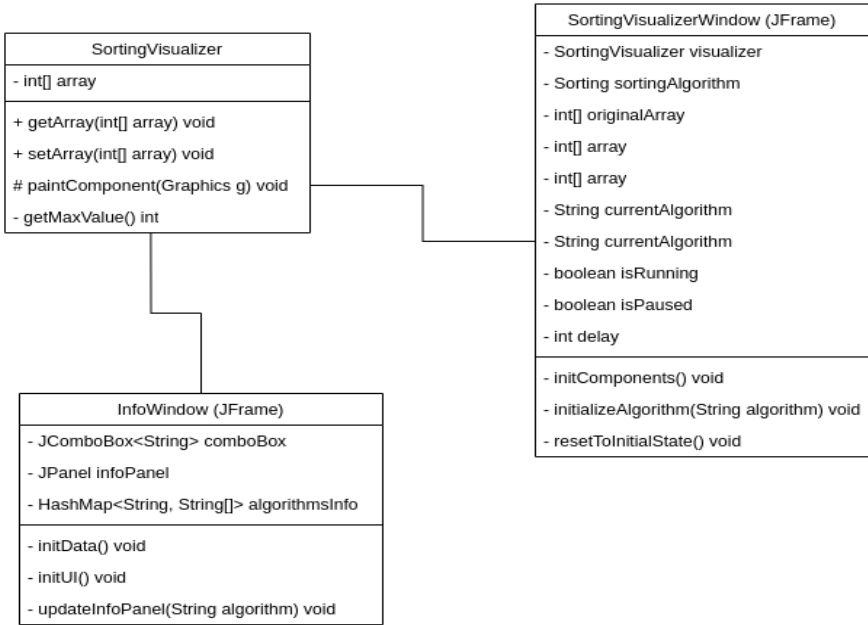 SortingVisualizer
- int[] array
+ getArray(int[] array) void
+ setArray(int[] array) void
# paintComponent(Graphics g) void
- getMaxValue() int
SortingVisualizerWindow (JFrame)
- SortingVisualizer visualizer
- Sorting sortingAlgorithm
- int[] originalArray
- int[] array
- int[] array
- String currentAlgorithm
- String currentAlgorithm
- boolean isRunning
- boolean isPaused
- int delay
- initComponents() void
- initializeAlgorithm(String algorithm) void
- resetToInitialState() void
InfoWindow (JFrame)
- JComboBox<String> comboBox
- JPanel infoPanel
- HashMap<String, String[]> algorithmsInfo
- initData() void
- initUI() void
- updateInfoPanel(String algorithm) void